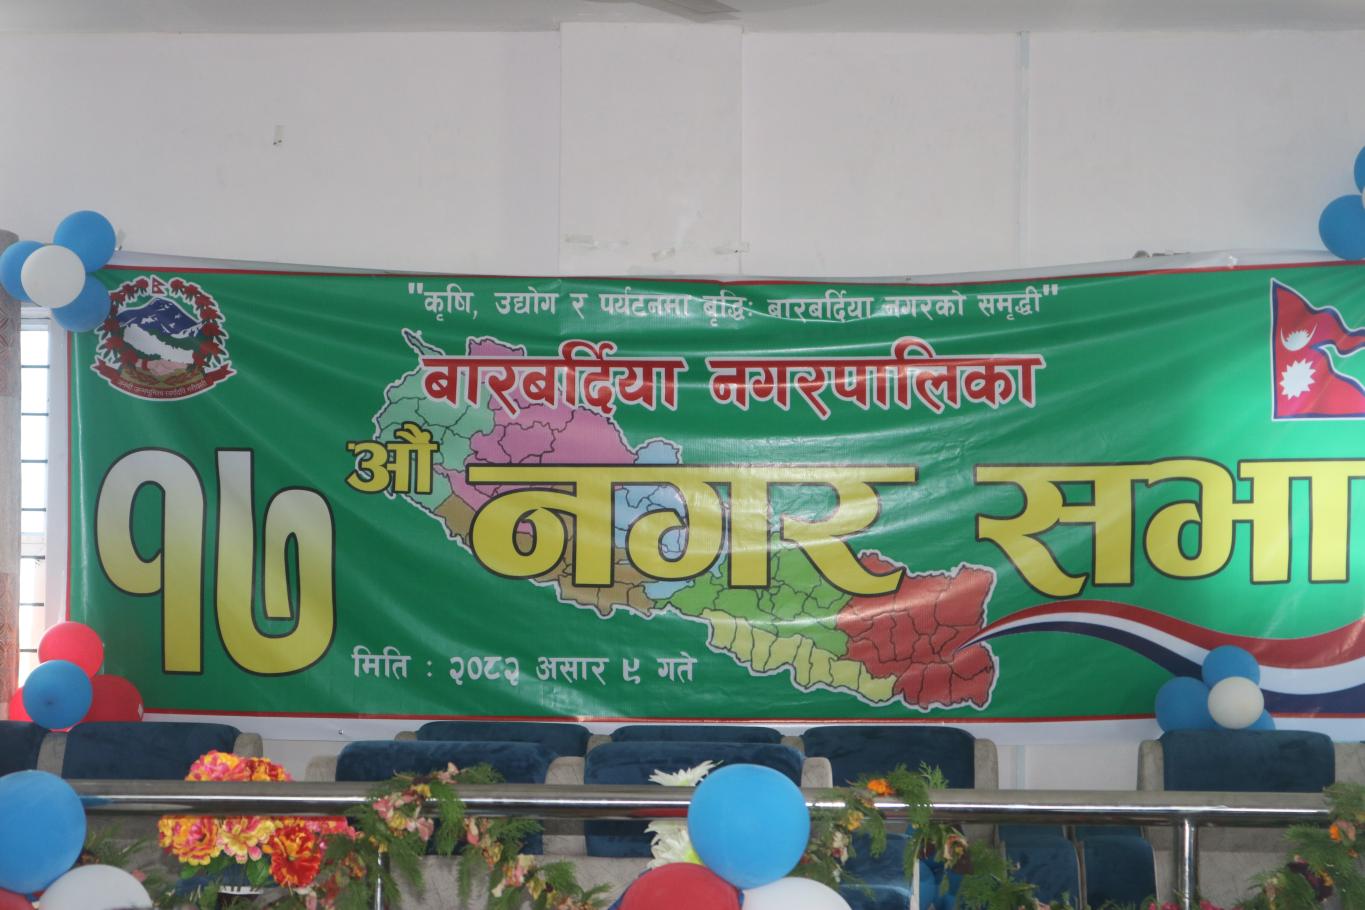 "कृषि, उद्योग र पर्यटनमा बृद्धिः बारबर्दिया नगरको समृद्धी"
बारबर्दिया नगरपालिका
१७ औं नगर सभा
मिति : २०८२ असार ९ गते